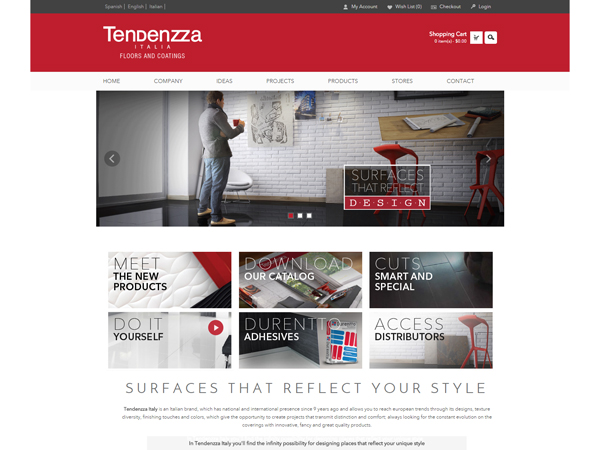 Spanish | English | Italian |
My Account Wish List (0) Checkout Login
TENDENZZA
ITALIA
FLOORS AND COATINGS
Shopping Cart
0 item(s) - $0.00
HOME COMPANY IDEAS PROJECTS PRODUCTS STORES CONTACT
SURFACES
THAT REFLECT
D·E·S·I·G·N
MEET
THE NEW
PRODUCTS
DOWNLOAD
OUR CATALOG
CUTS
SMART AND
SPECIAL
DO IT
YOURSELF
DURENTTO
ADHESIVES
ACCESS
DISTRIBUTORS
SURFACES THAT REFLECT YOUR STYLE
Tendenzza Italy is an Italian brand, which has national and international presence since 9 years ago and allows you to reach european trends through its designs, texture
diversity, finishing touches and colors, which give the opportunity to create projects that transmit distinction and comfort; always looking for the constant evolution on the
coverings with innovative, fancy and great quality products.
In Tendenzza Italy you'll find the infinity possibility for designing places that reflect your unique style